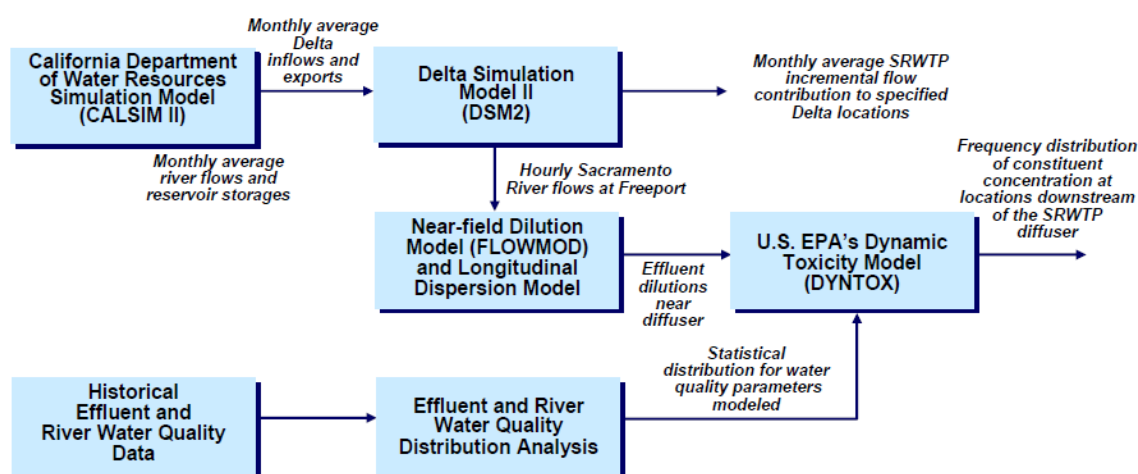 California Department
of Water Resources
Simulation Model
(CALSIM II)
Monthly average
Delta
inflows and
exports
Delta Simulation
Model II
(DSM2)
Monthly average SRWTP
incremental flow
contribution to specified
Delta locations
Monthly average
river flows and
reservoir storages
Hourly Sacramento
River flows at Freeport
Frequency distribution
of constituent
concentration at
locations downstream
of the SRWTP
diffuser
Near-field Dilution
Model (FLOWMOD)
and Longitudinal
Dispersion Model
Effluent
dilutions
near
diffuser
U.S. EPA's Dynamic
Toxicity Model
(DYNTOX)
Statistical
distribution for water
quality parameters
modeled
Historical
Effluent and
River Water Quality
Data
Effluent and River
Water Quality
Distribution Analysis